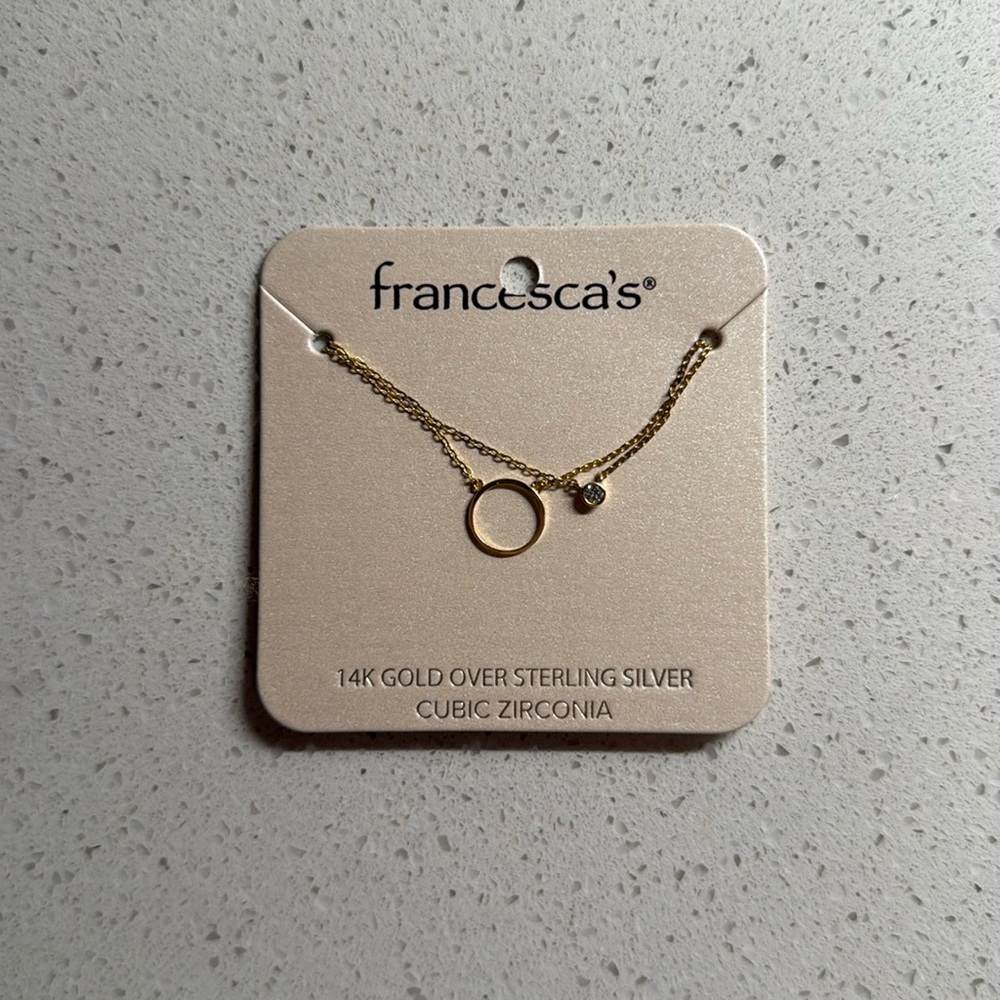 francesca's®
14K GOLD OVER STERLING SILVER
CUBIC ZIRCONIA